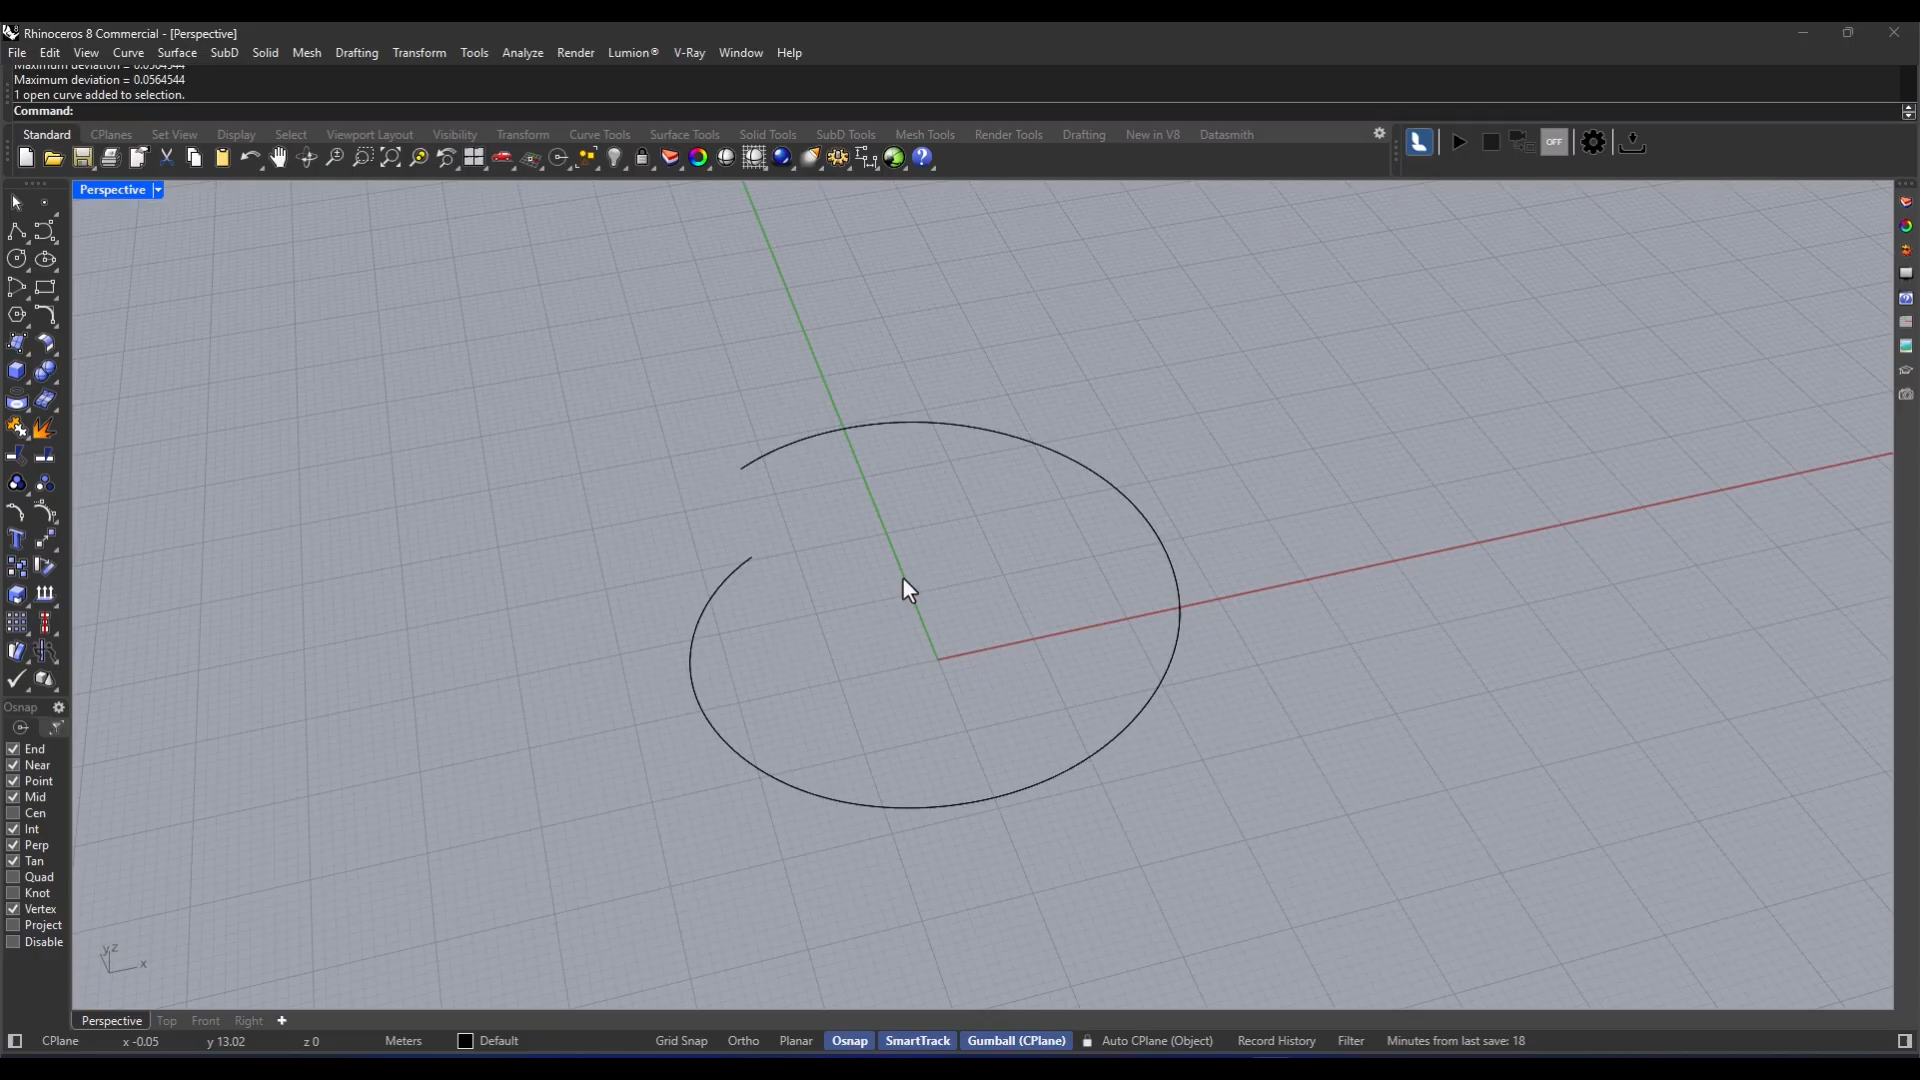 Rhinoceros 8 Commercial - [Perspective]
File Edit View Curve Surface SubD Solid Mesh Drafting Transform Tools Analyze Render Lumion® V-Ray Window Help
Maximum deviation = 0.0564544
Maximum deviation = 0.0564544
1 open curve added to selection.
Command:
Standard CPlanes Set View Display Select Viewport Layout Visibility Transform Curve Tools Surface Tools Solid Tools SubD Tools Mesh Tools Render Tools Drafting New in V8 Datasmith
OFF
Perspective
Osnap
End
Near
Point
Mid
Cen
Int
Perp
Tan
Quad
Knot
Vertex
Project
Disable
y z
x
Perspective Top Front Right
CPlane x -0.05 y 13.02 z 0 Meters Default Grid Snap Ortho Planar Osnap SmartTrack Gumball (CPlane) Auto CPlane (Object) Record History Filter Minutes from last save: 18